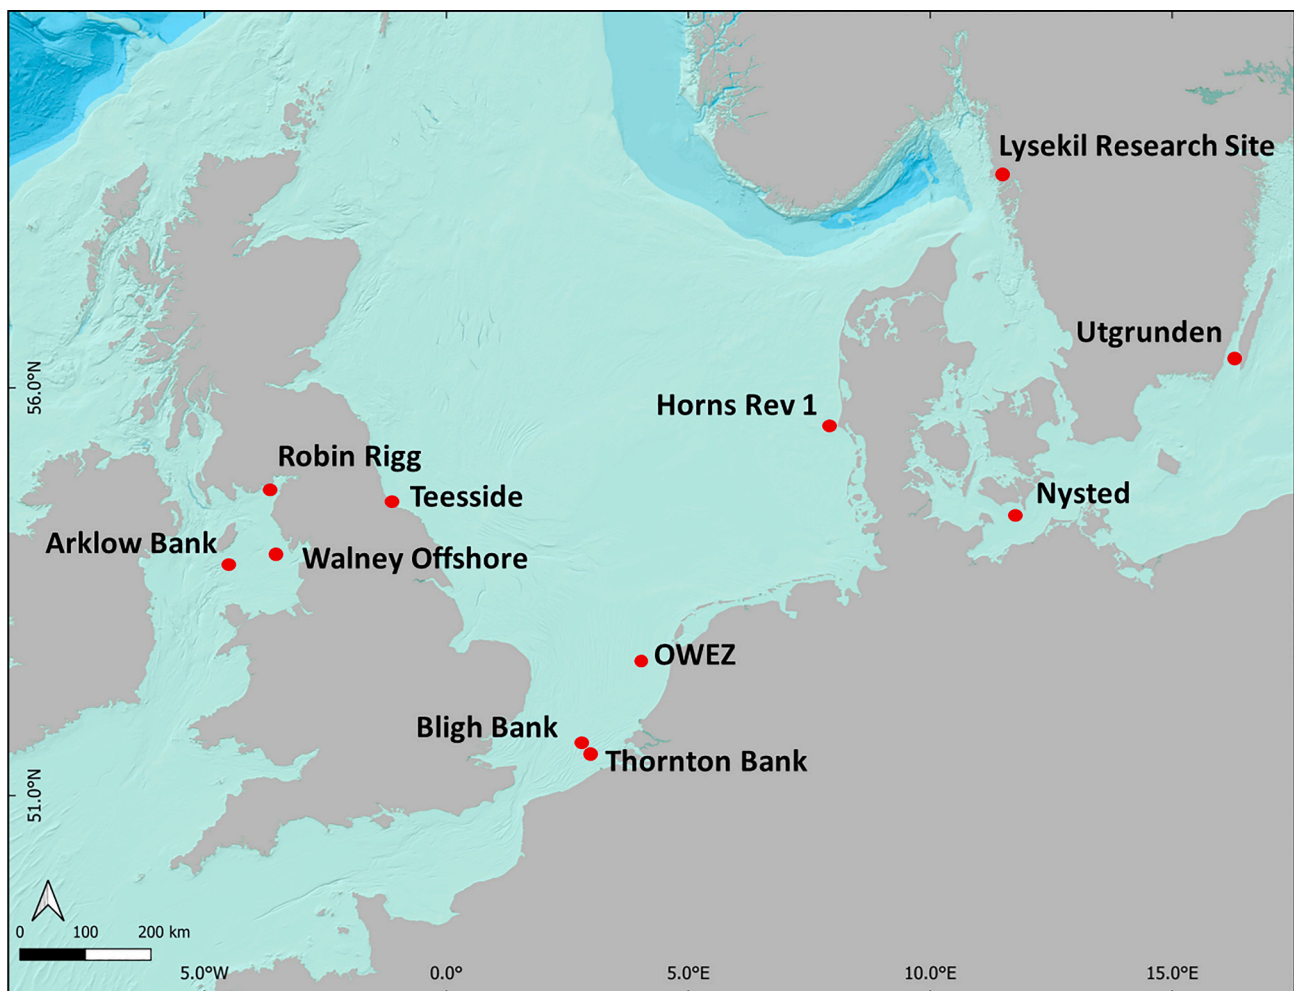 Lysekil Research Site
Utgrunden
56.0°N
Horns Rev 1
Robin Rigg
Teesside
Nysted
Arklow Bank
Walney Offshore
OWEZ
Bligh Bank
Thornton Bank
51.0°N
0 100 200 km
5.0°W 0.0° 5.0°E 10.0°E 15.0°E